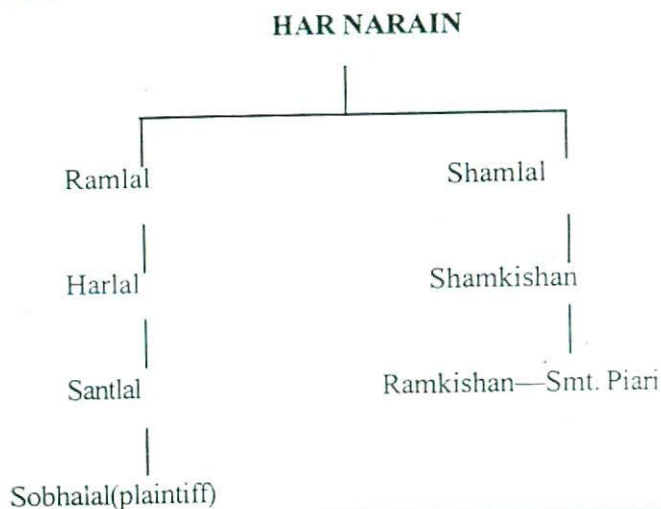 HAR NARAIN
Ramlal Shamlal
Harlal Shamkishan
Santlal Ramkishan—Smt. Piari
Sobhalal(plaintiff)